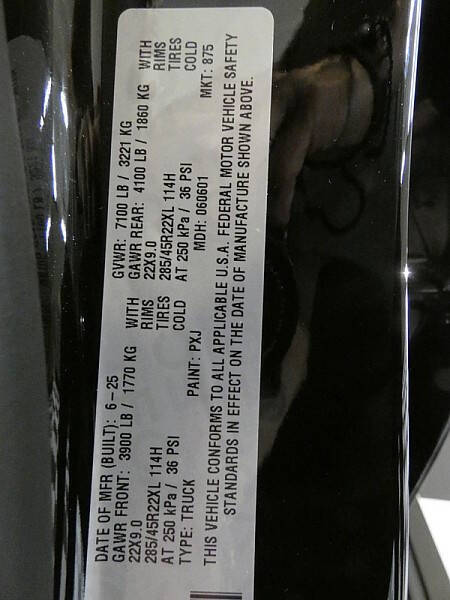 DATE OF MFR (BUILT): 6-25 GVWR: 7100 LB / 3221 KG
GAWR FRONT: 3900 LB / 1770 KG WITH GAWR REAR: 4100 LB / 1860 KG WITH
22X9.0 RIMS 22X9.0 RIMS
285/45R22XL 114H TIRES 285/45R22XL 114H TIRES
AT 250 kPa / 36 PSI COLD AT 250 kPa / 36 PSI COLD
TYPE: TRUCK PAINT: PXJ MDH: 060601 MKT: 875
THIS VEHICLE CONFORMS TO ALL APPLICABLE U.S.A. FEDERAL MOTOR VEHICLE SAFETY
STANDARDS IN EFFECT ON THE DATE OF MANUFACTURE SHOWN ABOVE.